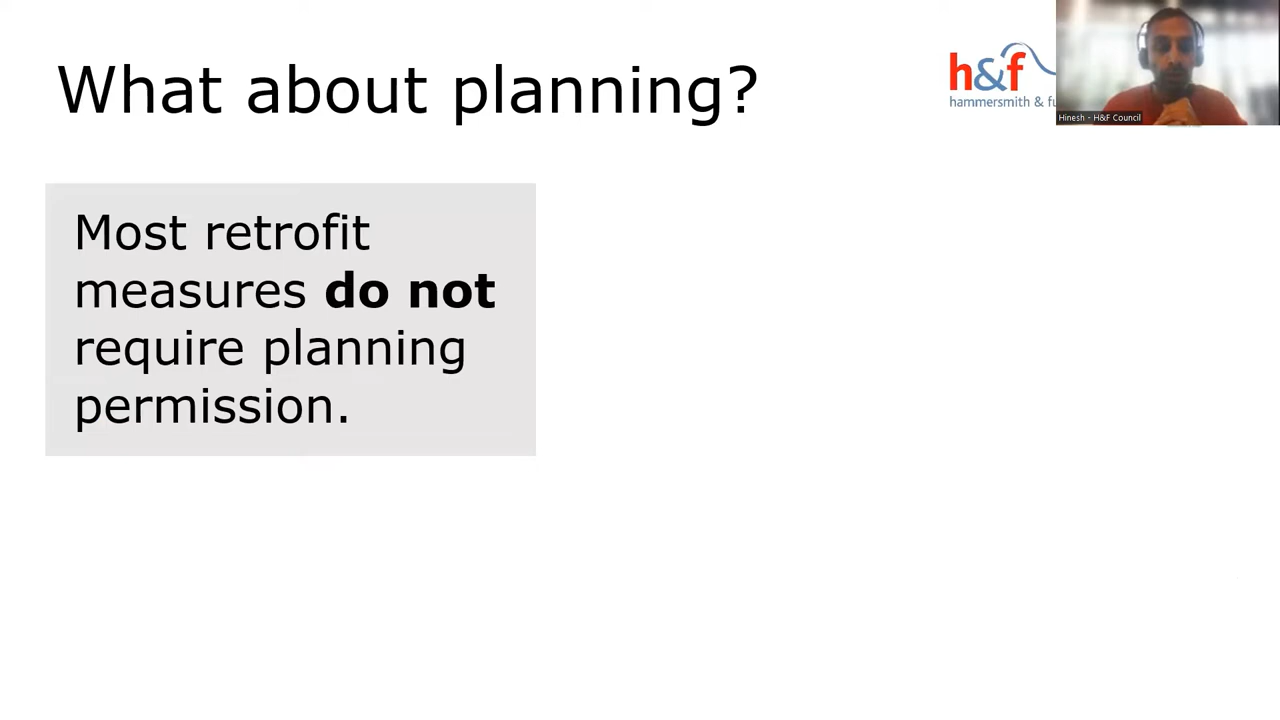 What about planning?
h&f
hammersmith & fu
Hinesh - H&F Council
Most retrofit
measures do not
require planning
permission.